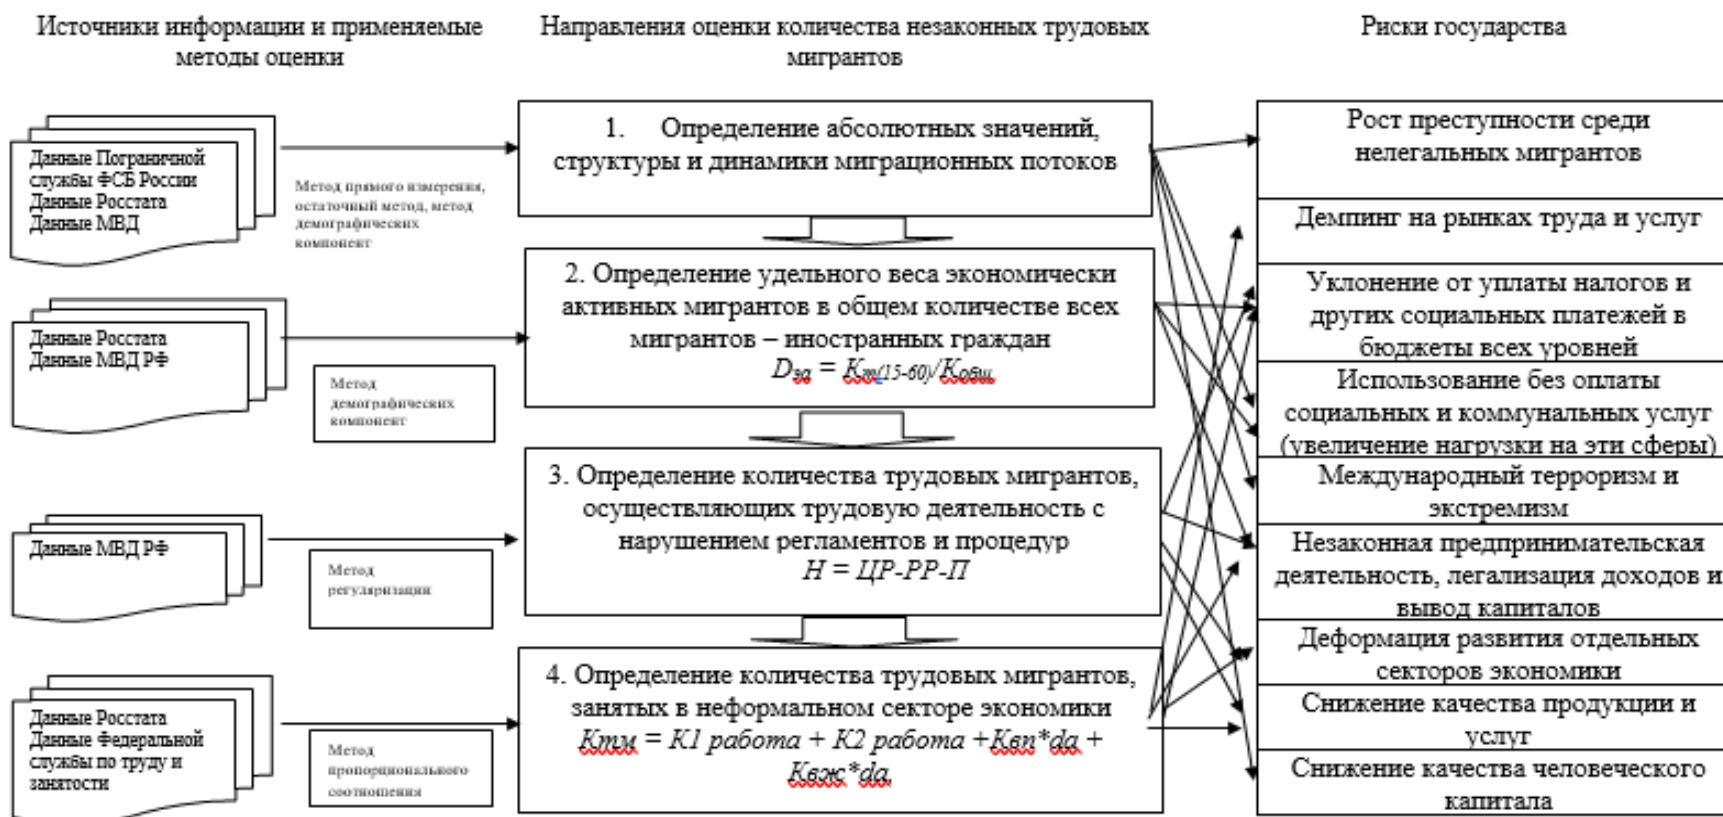 Источники информации и применяемые
методы оценки
Направления оценки количества незаконных трудовых
мигрантов
Риски государства
Данные Пограничной
службы ФСБ России
Данные Росстата
Данные МВД
Метод прямого измерения,
остаточный метод, метод
демографических
компонент
1. Определение абсолютных значений,
структуры и динамики миграционных потоков
Данные Росстата
Данные МВД РФ
Метод
демографических
компонент
2. Определение удельного веса экономически
активных мигрантов в общем количестве всех
мигрантов – иностранных граждан
Dэа = Кт(15-60)/Кобщ
Данные МВД РФ
Метод
регуляризации
3. Определение количества трудовых мигрантов,
осуществляющих трудовую деятельность с
нарушением регламентов и процедур
Н = ЦР-РР-П
Данные Росстата
Данные Федеральной
службы по труду и
занятости
Метод
пропорционального
соотношения
4. Определение количества трудовых мигрантов,
занятых в неформальном секторе экономики
Ктм = К1 работа + К2 работа +Квп*da +
Квж*da,
Рост преступности среди
нелегальных мигрантов
Демпинг на рынках труда и услуг
Уклонение от уплаты налогов и
других социальных платежей в
бюджеты всех уровней
Использование без оплаты
социальных и коммунальных услуг
(увеличение нагрузки на эти сферы)
Международный терроризм и
экстремизм
Незаконная предпринимательская
деятельность, легализация доходов и
вывод капиталов
Деформация развития отдельных
секторов экономики
Снижение качества продукции и
услуг
Снижение качества человеческого
капитала